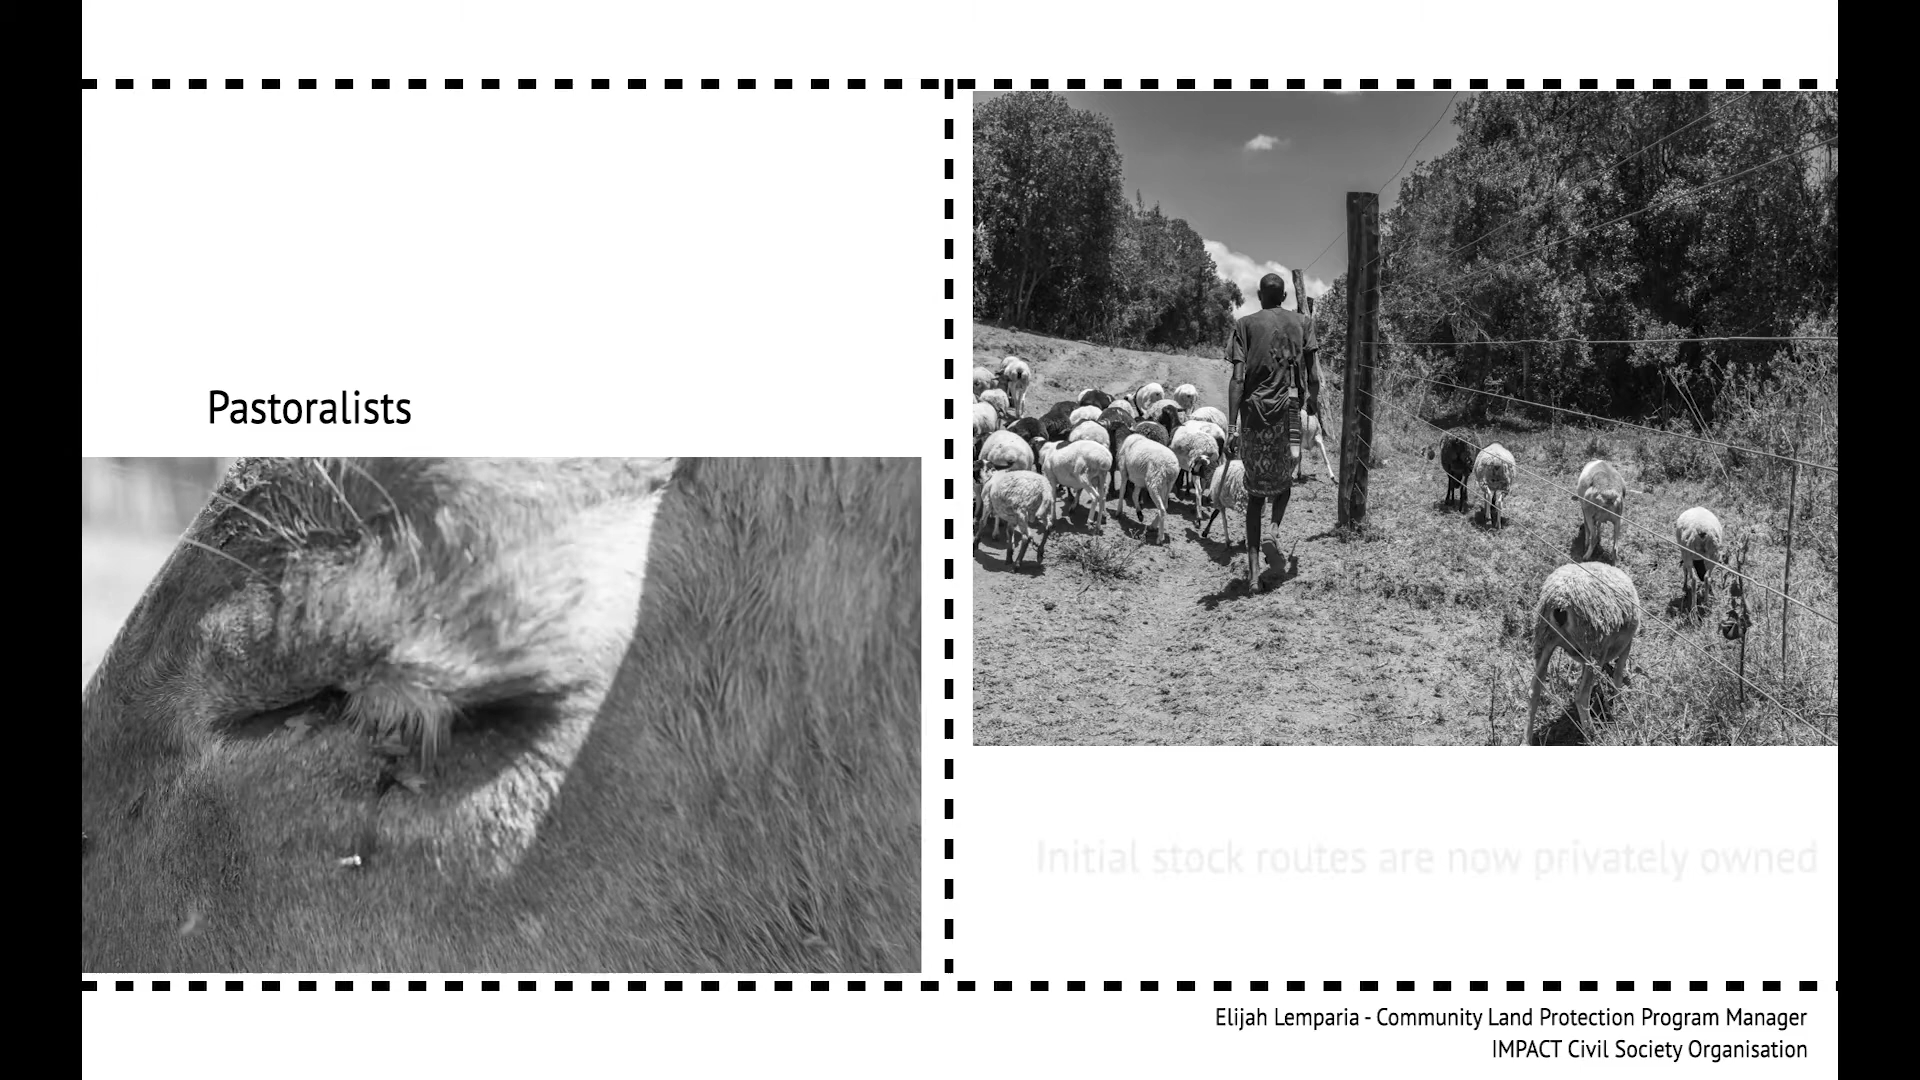 Pastoralists
Initial stock routes are now privately owned
Elijah Lemparia - Community Land Protection Program Manager
IMPACT Civil Society Organisation